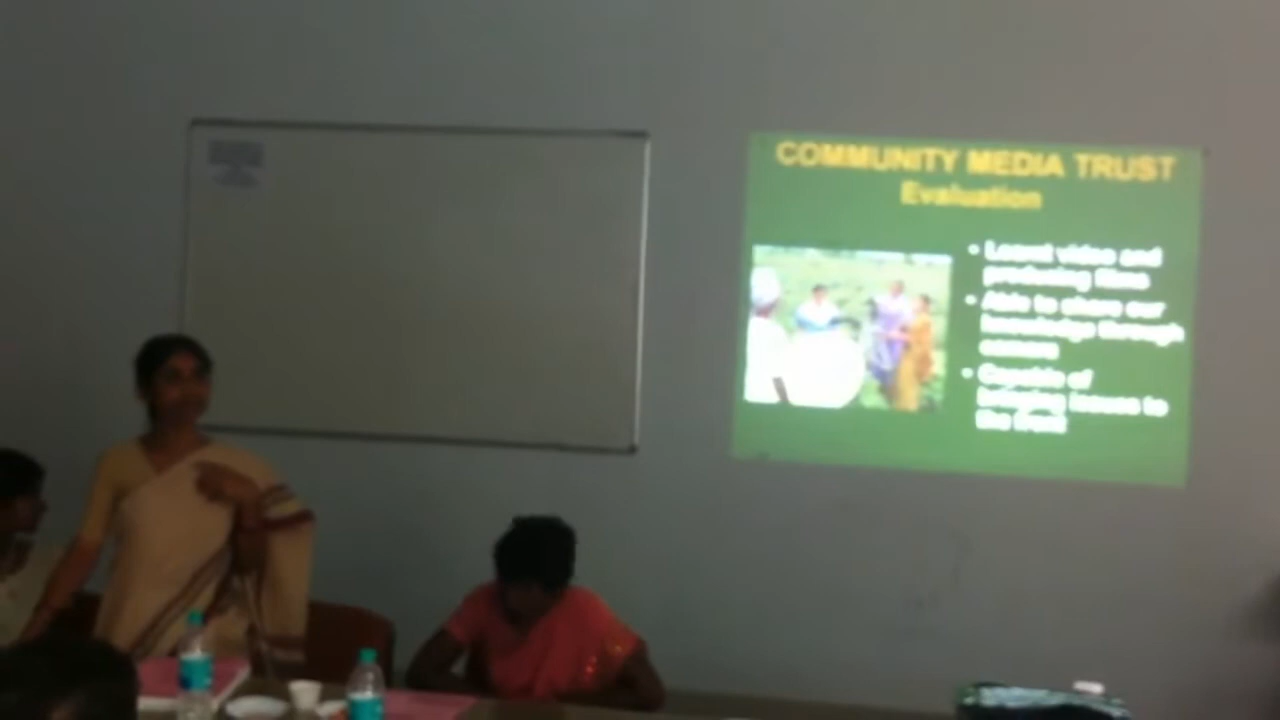 COMMUNITY MEDIA TRUST
Evaluation
• Learnt video and
producing films
• Able to share our
knowledge through
• Capable of
bringing issues to
the front